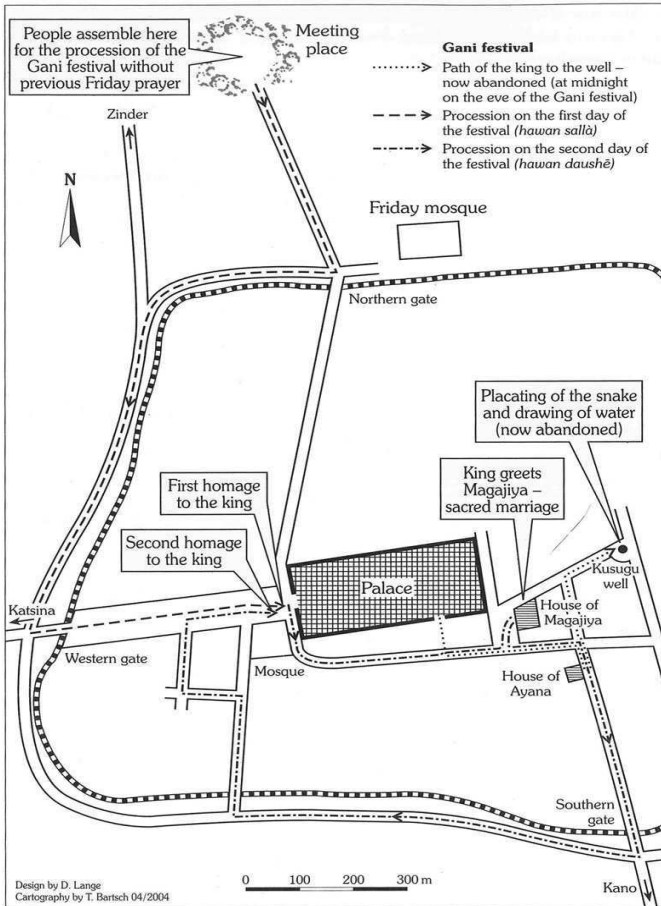 People assemble here
for the procession of the
Gani festival without
previous Friday prayer
Meeting
place
Gani festival
Path of the king to the well –
now abandoned (at midnight
on the eve of the Gani festival)
Procession on the first day of
the festival (hawan sallà)
Procession on the second day of
the festival (hawan daushē)
Zinder
N
Friday mosque
Northern gate
Placating of the snake
and drawing of water
(now abandoned)
King greets
Magajiya –
sacred marriage
First homage
to the king
Second homage
to the king
Palace
Kusugu
well
House of
Magajiya
Katsina
Western gate
Mosque
House of
Ayana
Southern
gate
Kano
Design by D. Lange
Cartography by T. Bartsch 04/2004
0 100 200 300 m